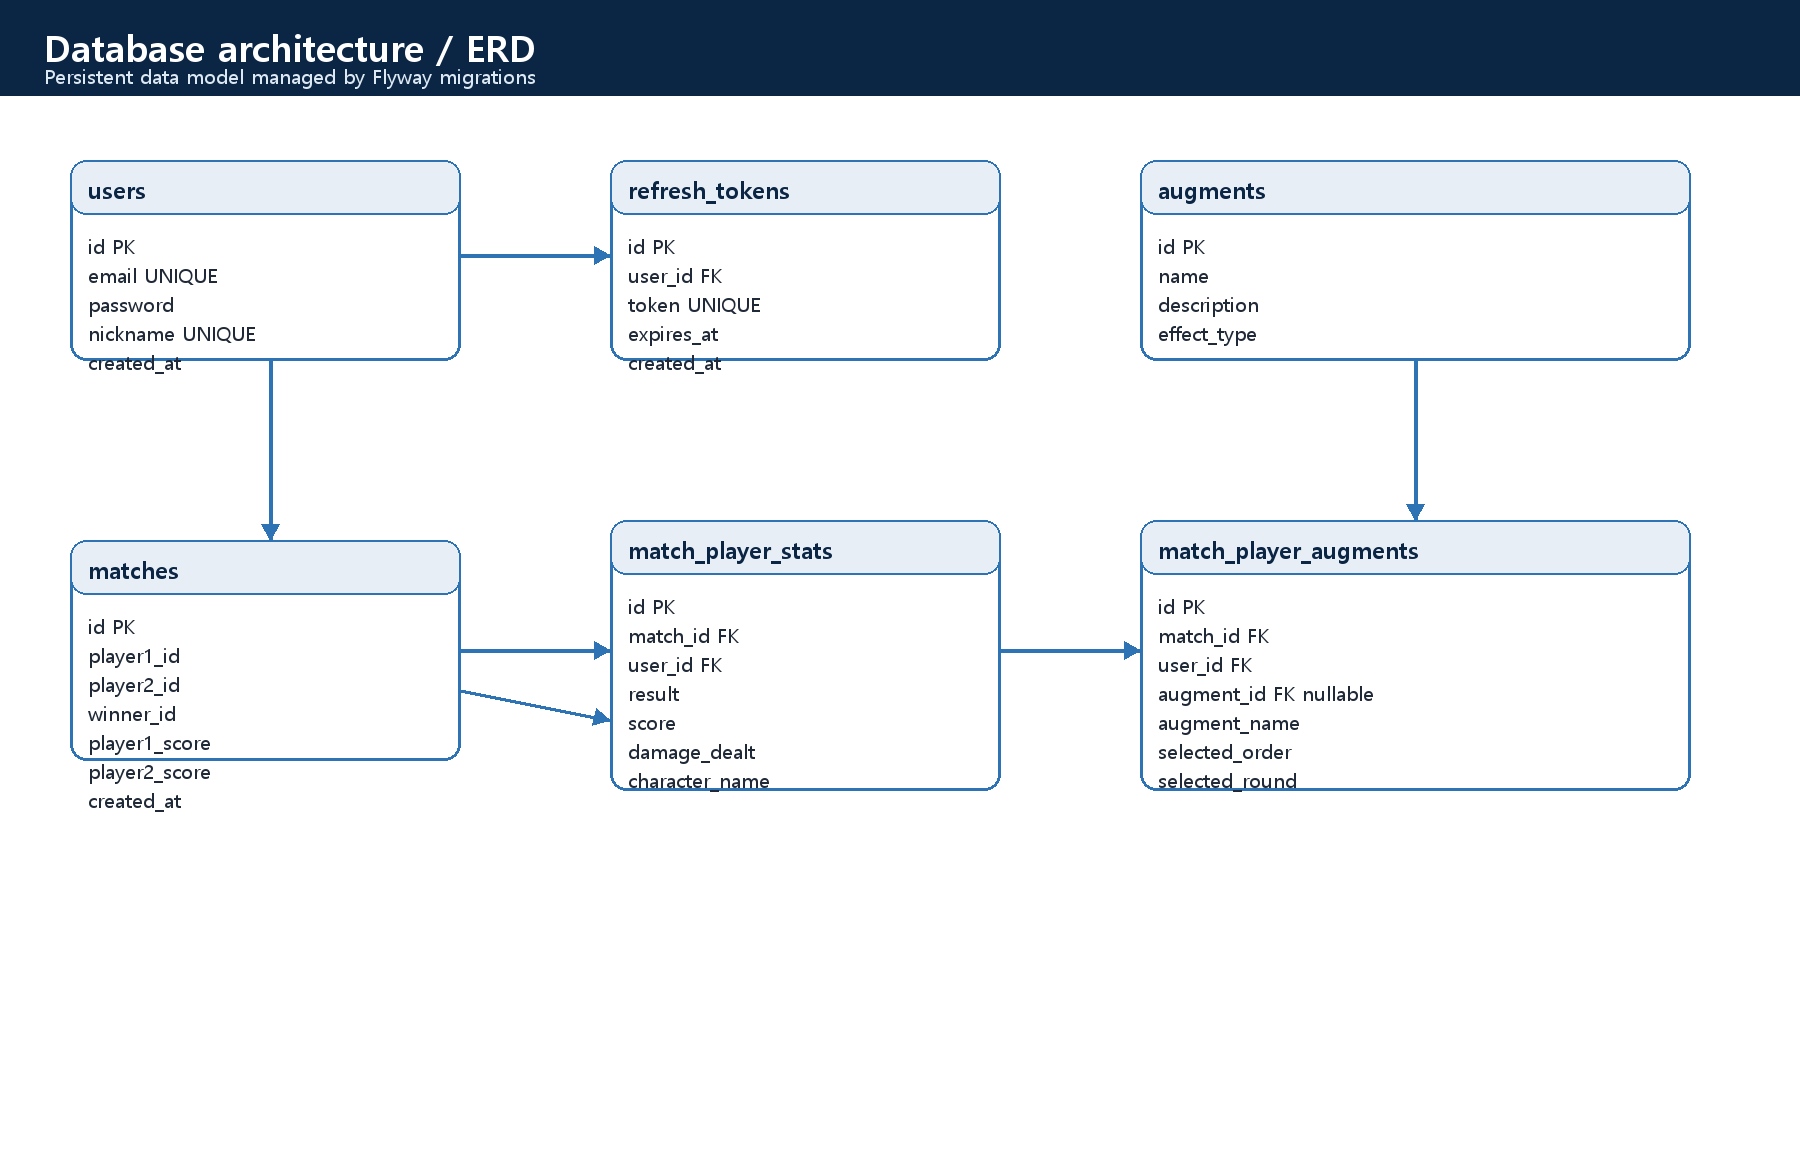 Database architecture / ERD
Persistent data model managed by Flyway migrations
users
id PK
email UNIQUE
password
nickname UNIQUE
created_at
refresh_tokens
id PK
user_id FK
token UNIQUE
expires_at
created_at
augments
id PK
name
description
effect_type
matches
id PK
player1_id
player2_id
winner_id
player1_score
player2_score
created_at
match_player_stats
id PK
match_id FK
user_id FK
result
score
damage_dealt
character_name
match_player_augments
id PK
match_id FK
user_id FK
augment_id FK nullable
augment_name
selected_order
selected_round